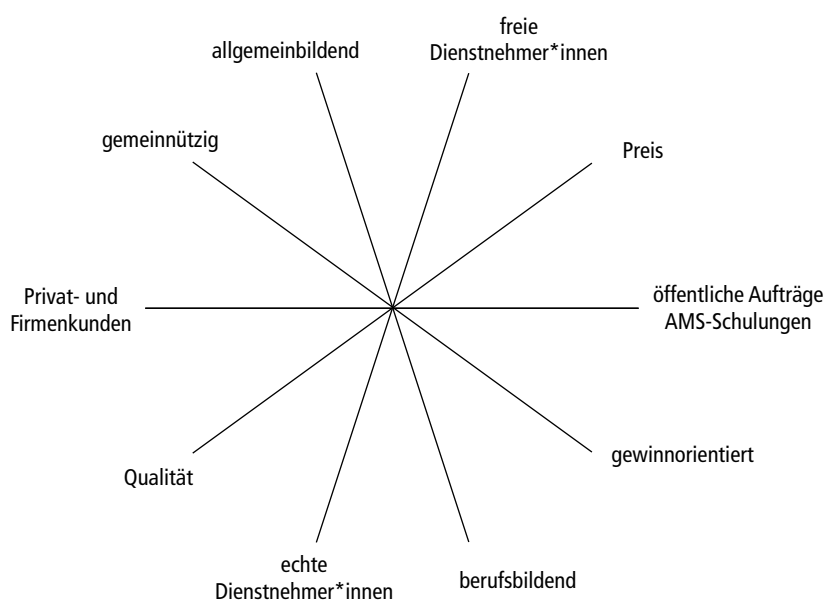 freie
Dienstnehmer*innen
allgemeinbildend
gemeinnützig
Preis
Privat- und
Firmenkunden
öffentliche Aufträge
AMS-Schulungen
gewinnorientiert
Qualität
echte
Dienstnehmer*innen
berufsbildend